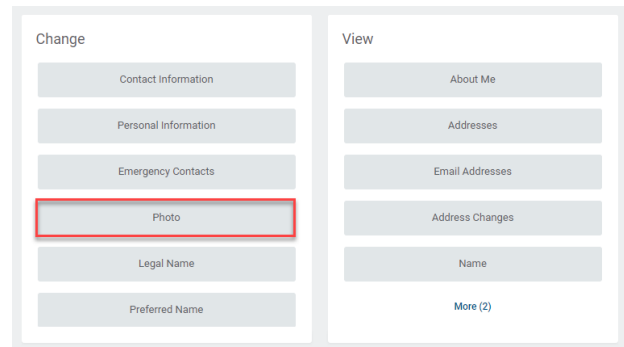 Change
Contact Information
Personal Information
Emergency Contacts
Photo
Legal Name
Preferred Name
View
About Me
Addresses
Email Addresses
Address Changes
Name
More (2)